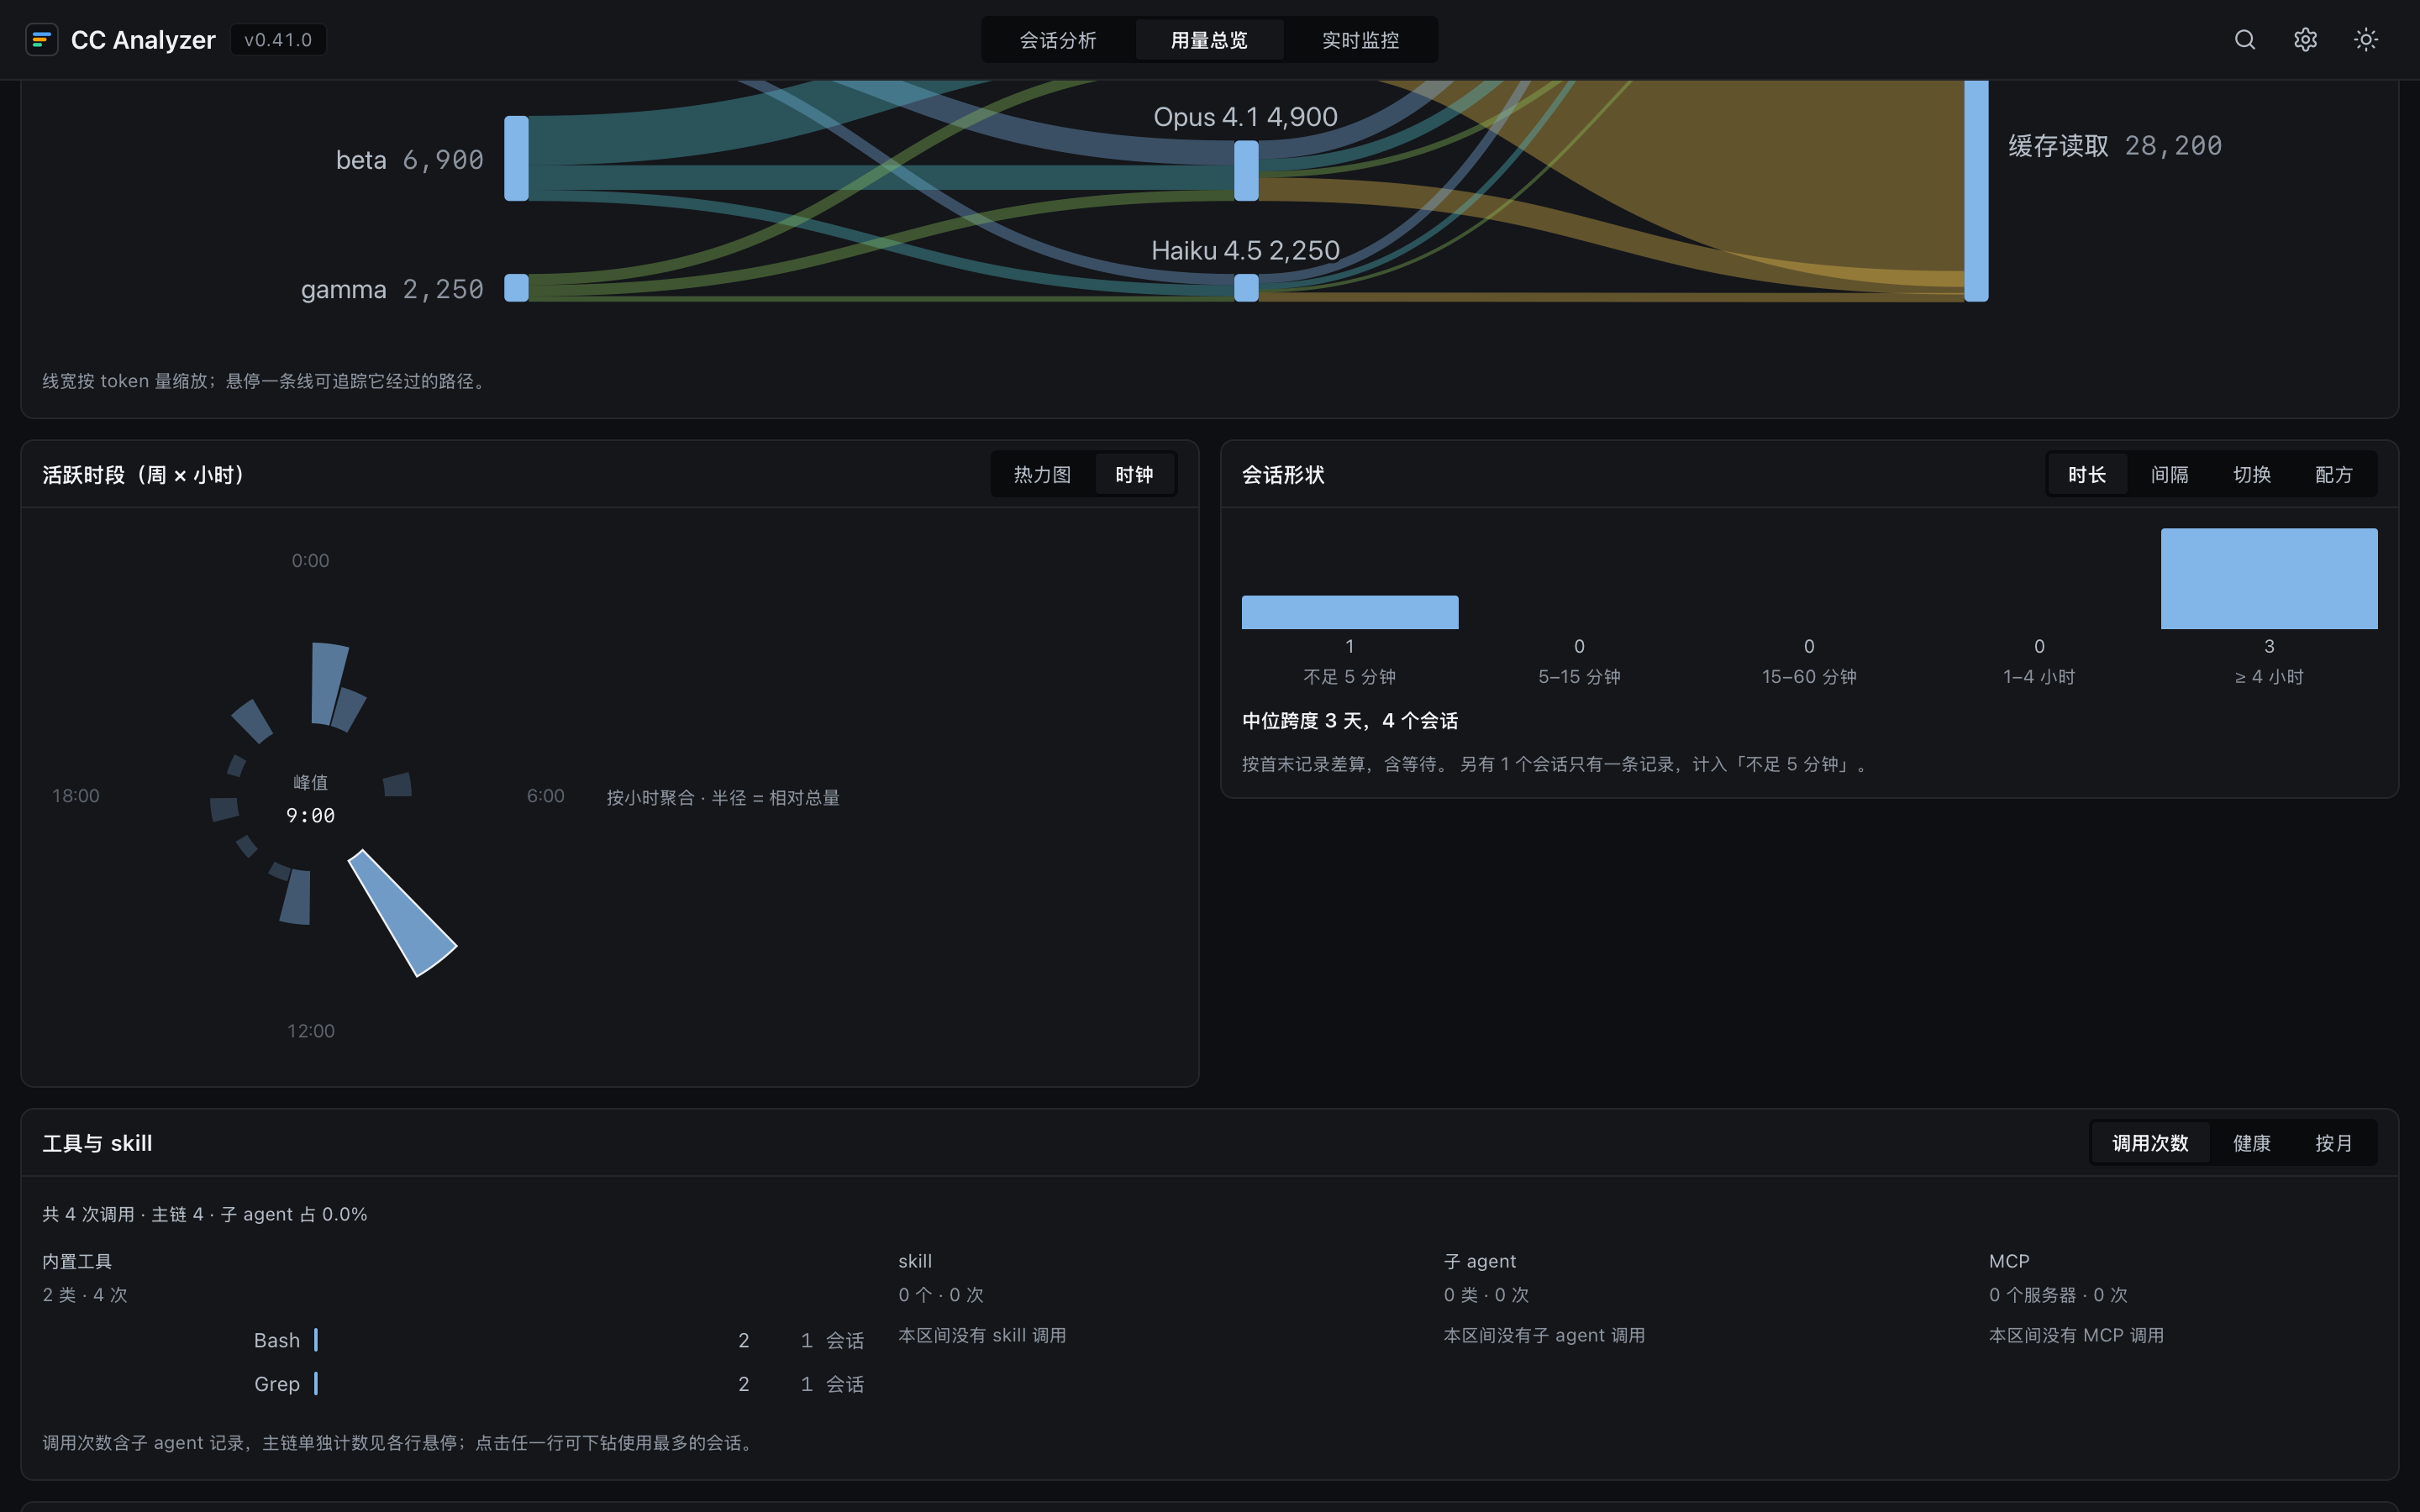 CC Analyzer v0.41.0
会话分析 用量总览 实时监控
Opus 4.1 4,900
beta 6,900
缓存读取 28,200
Haiku 4.5 2,250
gamma 2,250
线宽按 token 量缩放；悬停一条线可追踪它经过的路径。
活跃时段（周 × 小时）
热力图 时钟
0:00
18:00
峰值
9:00
6:00
按小时聚合 · 半径 = 相对总量
12:00
会话形状
时长 间隔 切换 配方
1 0 0 0 3
不足 5 分钟 5–15 分钟 15–60 分钟 1–4 小时 ≥ 4 小时
中位跨度 3 天，4 个会话
按首末记录差算，含等待。 另有 1 个会话只有一条记录，计入「不足 5 分钟」。
工具与 skill
调用次数 健康 按月
共 4 次调用 · 主链 4 · 子 agent 占 0.0%
内置工具
2 类 · 4 次
Bash 2 1 会话
Grep 2 1 会话
skill
0 个 · 0 次
本区间没有 skill 调用
子 agent
0 类 · 0 次
本区间没有子 agent 调用
MCP
0 个服务器 · 0 次
本区间没有 MCP 调用
调用次数含子 agent 记录，主链单独计数见各行悬停；点击任一行可下钻使用最多的会话。